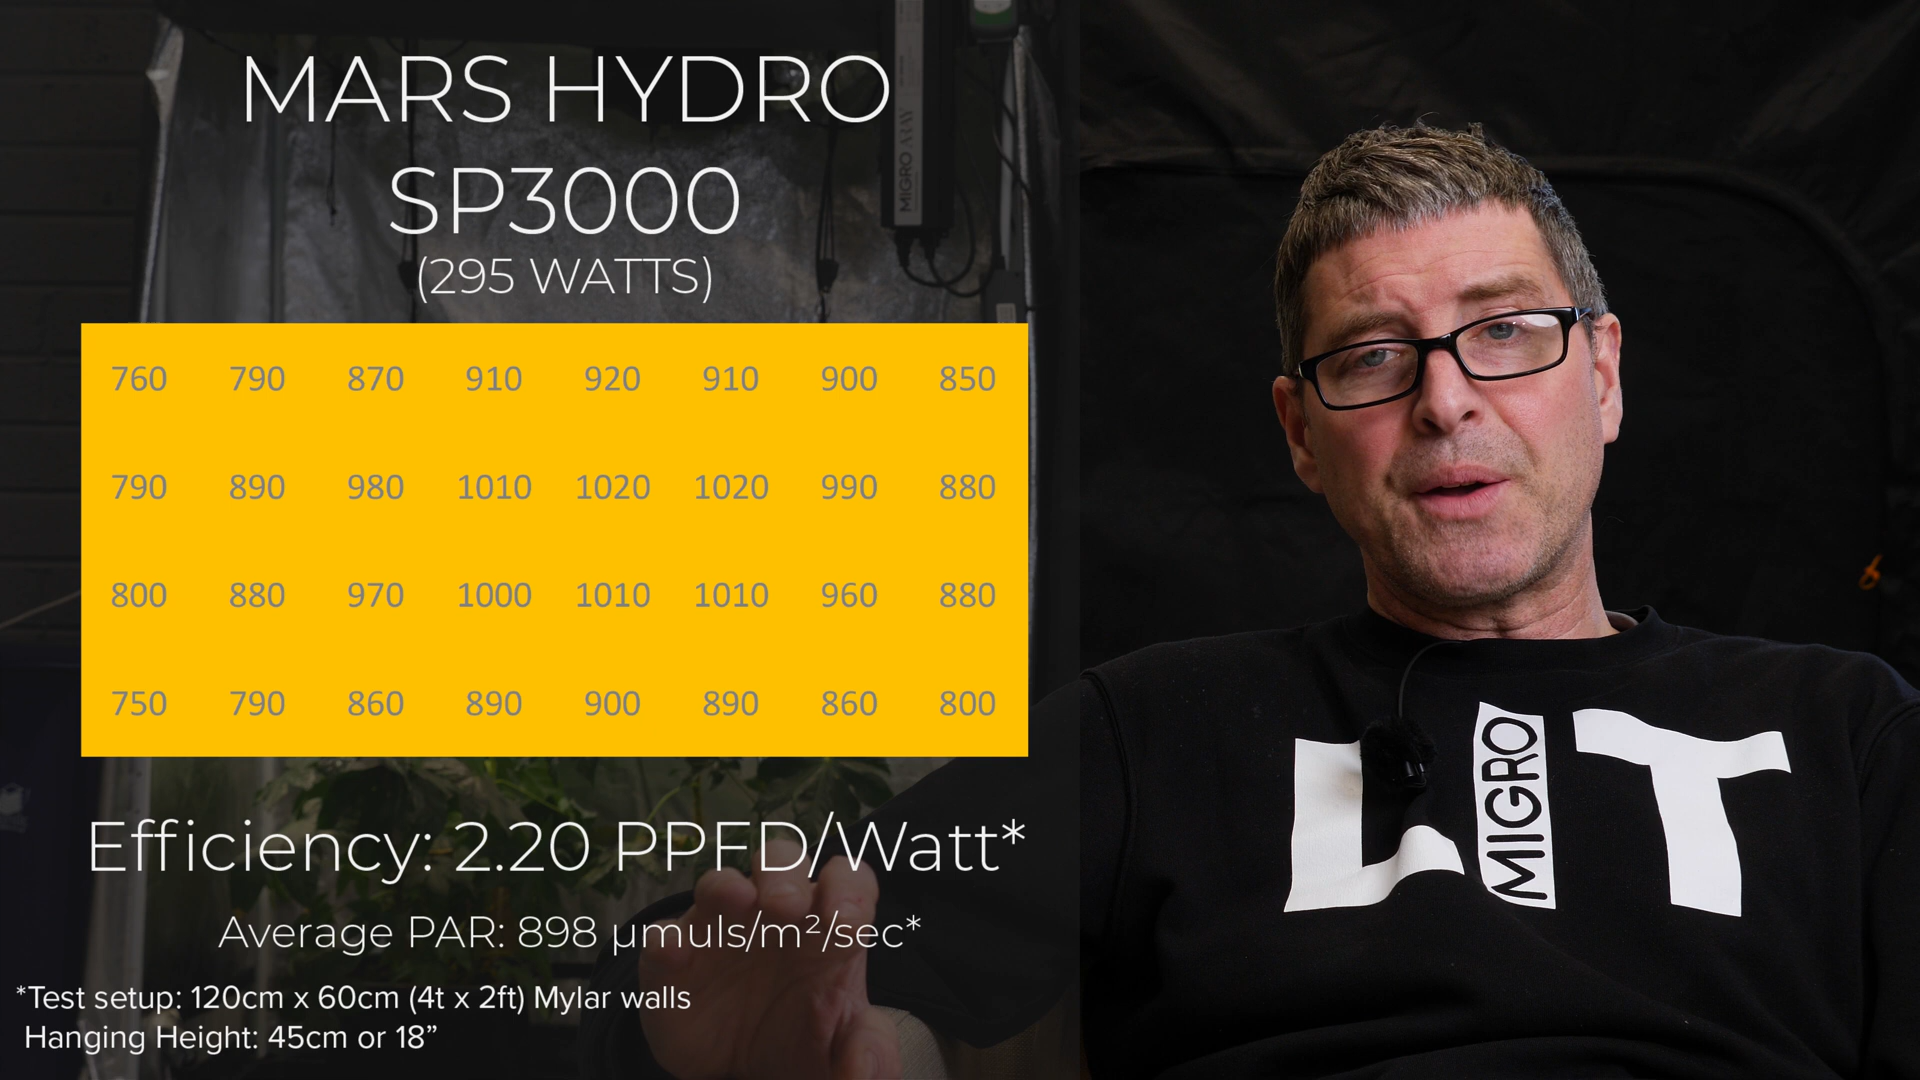 MARS HYDRO
SP3000
(295 WATTS)
760 790 870 910 920 910 900 850
790 890 980 1010 1020 1020 990 880
800 880 970 1000 1010 1010 960 880
750 790 860 890 900 890 860 800
Efficiency: 2.20 PPFD/Watt*
Average PAR: 898 µmuls/m²/sec*
*Test setup: 120cm x 60cm (4t x 2ft) Mylar walls
Hanging Height: 45cm or 18”
MIGRO ARAY
L MIGRO T